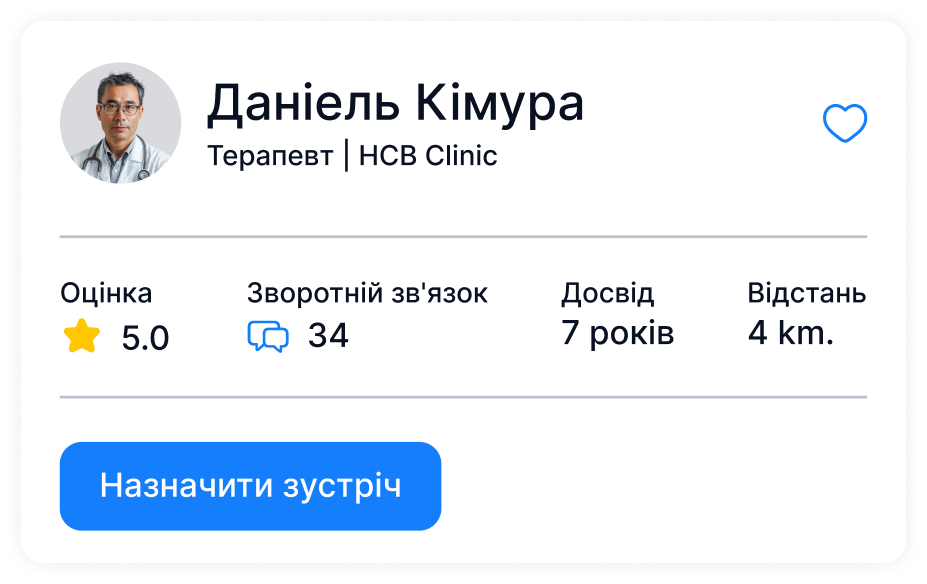 Даніель Кімура
Терапевт | HCB Clinic
Оцінка
5.0
Зворотній зв'язок
34
Досвід
7 років
Відстань
4 km.
Назначити зустріч